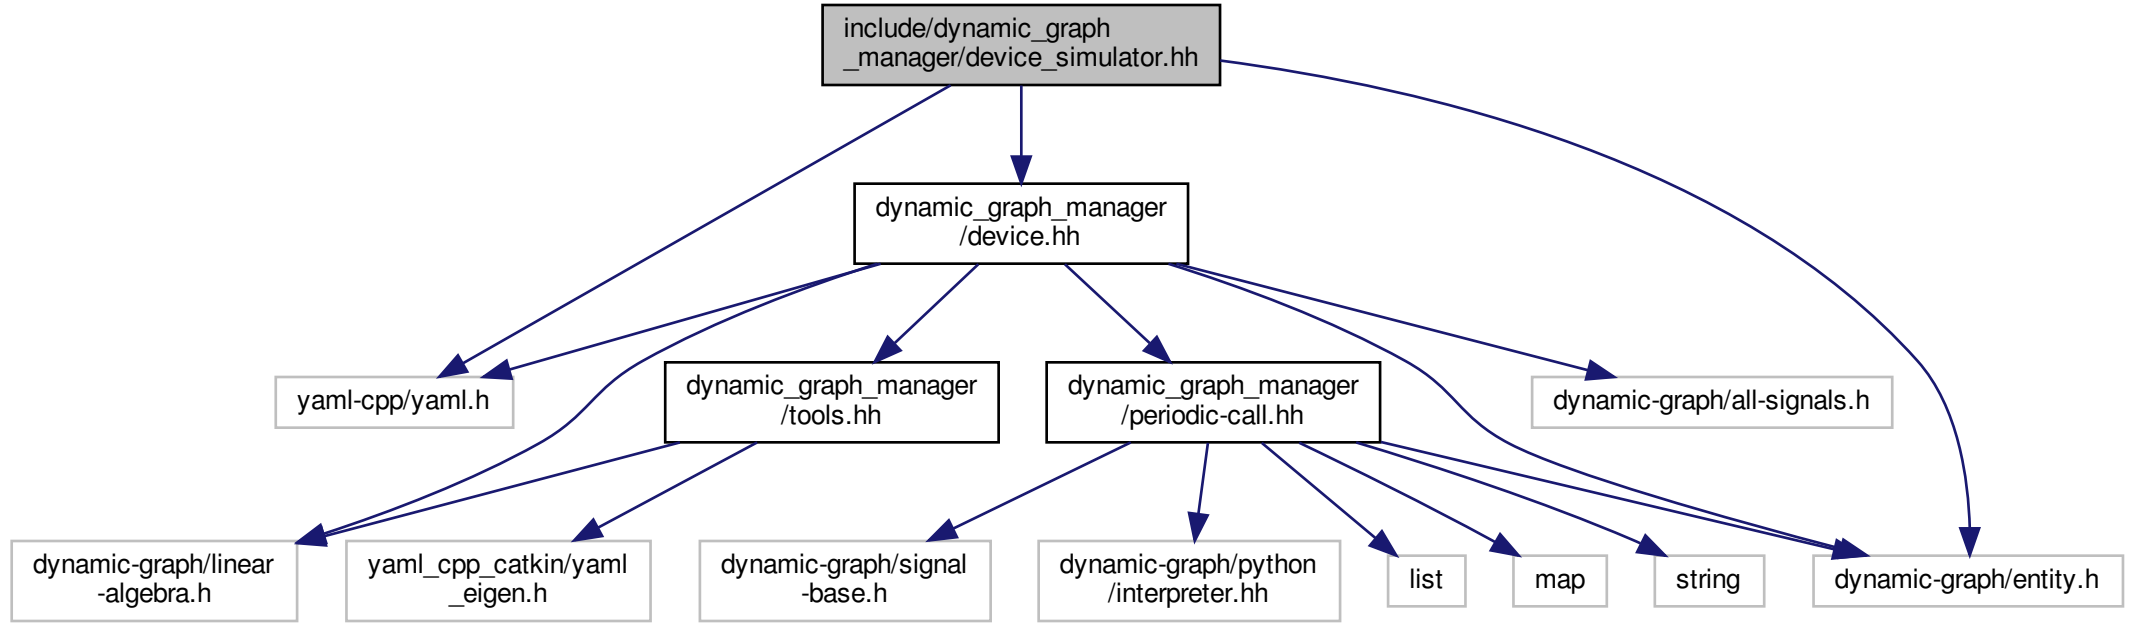 include/dynamic_graph
_manager/device_simulator.hh
dynamic_graph_manager
/device.hh
yaml-cpp/yaml.h
dynamic_graph_manager
/tools.hh
dynamic_graph_manager
/periodic-call.hh
dynamic-graph/all-signals.h
dynamic-graph/linear
-algebra.h
yaml_cpp_catkin/yaml
_eigen.h
dynamic-graph/signal
-base.h
dynamic-graph/python
/interpreter.hh
list
map
string
dynamic-graph/entity.h